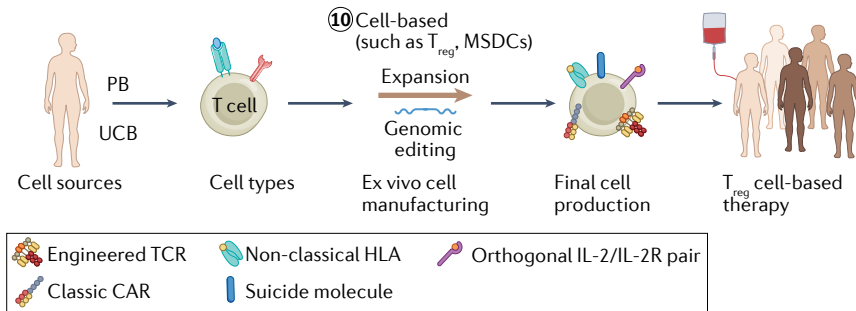 10 Cell-based
(such as Treg, MSDCs)
PB
UCB
T cell
Expansion
Genomic
editing
Cell sources
Cell types
Ex vivo cell
manufacturing
Final cell
production
Treg cell-based
therapy
Engineered TCR
Non-classical HLA
Orthogonal IL-2/IL-2R pair
Classic CAR
Suicide molecule